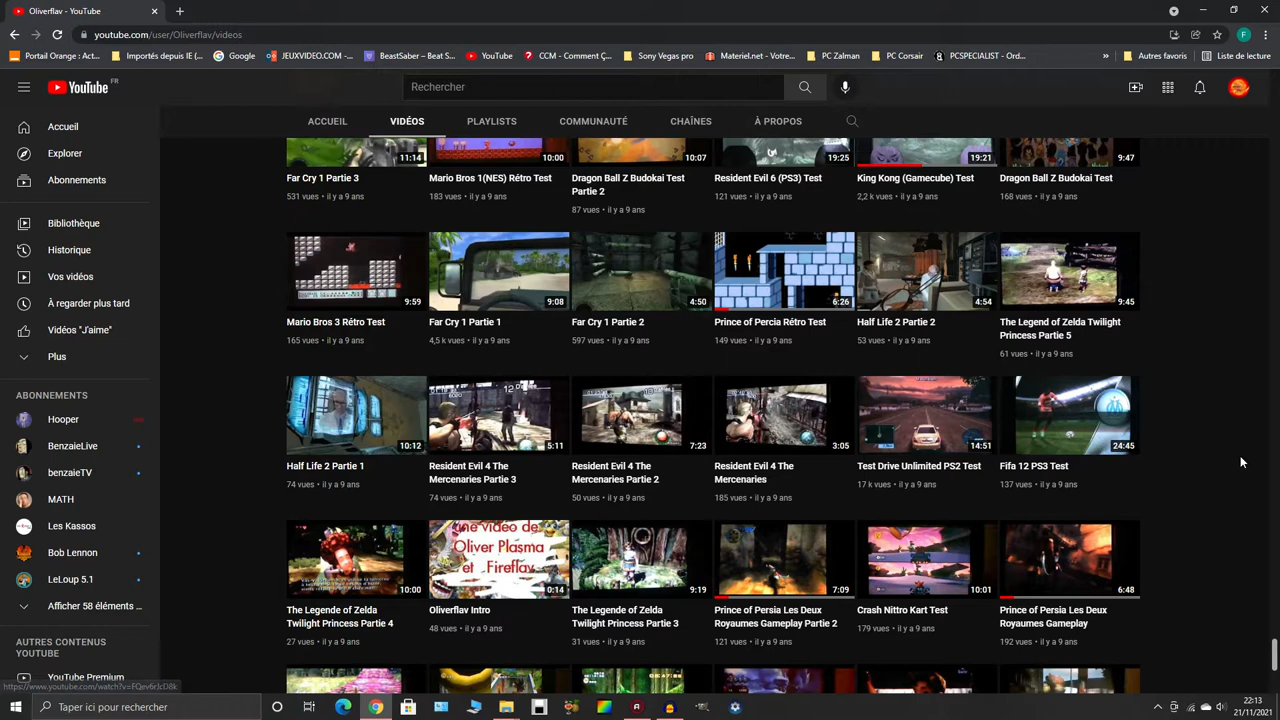 Oliverflav - YouTube
youtube.com/user/Oliverflav/videos
Portail Orange : Act... Importés depuis IE (... Google JEUXVIDEO.COM - ... BeastSaber – Beat S... YouTube CCM - Comment Ç... Sony Vegas pro Materiel.net - Votre... PC Zalman PC Corsair PCSPECIALIST - Ord... » Autres favoris Liste de lecture
YouTube FR
Rechercher
ACCUEIL VIDÉOS PLAYLISTS COMMUNAUTÉ CHAÎNES À PROPOS
Accueil
Explorer
Abonnements
Bibliothèque
Historique
Vos vidéos
À regarder plus tard
Vidéos "J'aime"
Plus
ABONNEMENTS
Hooper
BenzaieLive
benzaieTV
MATH
Les Kassos
Bob Lennon
LeLoup 5.1
Afficher 58 éléments ...
AUTRES CONTENUS
YOUTUBE
YouTube Premium
11:14 10:00 10:07 19:25 19:21 9:47
Far Cry 1 Partie 3 Mario Bros 1(NES) Rétro Test Dragon Ball Z Budokai Test Resident Evil 6 (PS3) Test King Kong (Gamecube) Test Dragon Ball Z Budokai Test
Partie 2
531 vues • il y a 9 ans 183 vues • il y a 9 ans 121 vues • il y a 9 ans 2,2 k vues • il y a 9 ans 168 vues • il y a 9 ans
87 vues • il y a 9 ans
9:59 9:08 4:50 6:26 4:54 9:45
Mario Bros 3 Rétro Test Far Cry 1 Partie 1 Far Cry 1 Partie 2 Prince of Percia Rétro Test Half Life 2 Partie 2 The Legend of Zelda Twilight
Princess Partie 5
165 vues • il y a 9 ans 4,5 k vues • il y a 9 ans 597 vues • il y a 9 ans 149 vues • il y a 9 ans 53 vues • il y a 9 ans
61 vues • il y a 9 ans
10:12 5:11 7:23 3:05 14:51 24:45
Half Life 2 Partie 1 Resident Evil 4 The Resident Evil 4 The Resident Evil 4 The Test Drive Unlimited PS2 Test Fifa 12 PS3 Test
Mercenaries Partie 3 Mercenaries Partie 2 Mercenaries
74 vues • il y a 9 ans 17 k vues • il y a 9 ans 137 vues • il y a 9 ans
74 vues • il y a 9 ans 50 vues • il y a 9 ans 185 vues • il y a 9 ans
une vidéo de
Oliver Plasma
et Fireflav
10:00 0:14 9:19 7:09 10:01 6:48
The Legende of Zelda Oliverflav Intro The Legende of Zelda Prince of Persia Les Deux Crash Nittro Kart Test Prince of Persia Les Deux
Twilight Princess Partie 4 Twilight Princess Partie 3 Royaumes Gameplay Partie 2 Royaumes Gameplay
48 vues • il y a 9 ans 179 vues • il y a 9 ans
27 vues • il y a 9 ans 31 vues • il y a 9 ans 121 vues • il y a 9 ans 192 vues • il y a 9 ans
https://www.youtube.com/watch?v=FQev6rJcD8k
Taper ici pour rechercher
22:13
21/11/2021